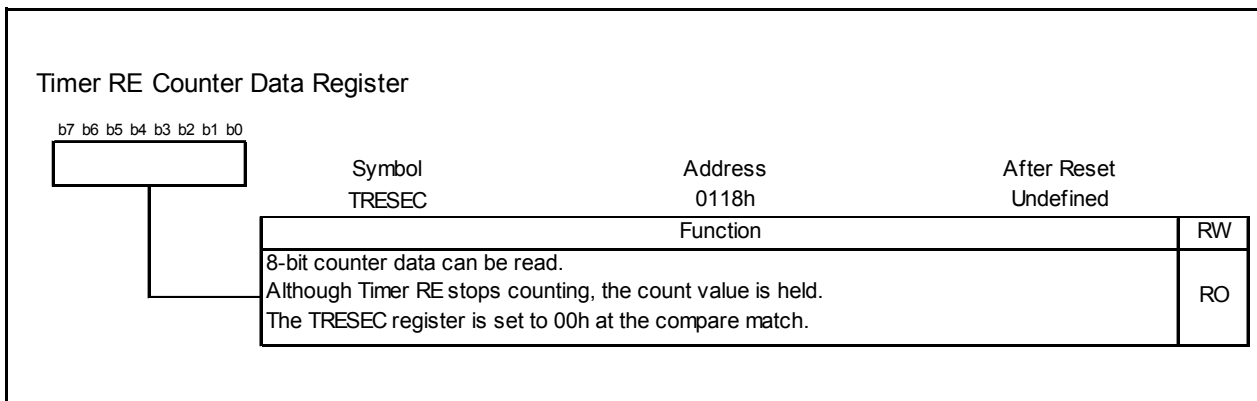 Timer RE Counter Data Register
b7 b6 b5 b4 b3 b2 b1 b0
Symbol Address After Reset
TRESEC 0118h Undefined
Function RW
8-bit counter data can be read.
Although Timer RE stops counting, the count value is held.
The TRESEC register is set to 00h at the compare match.
RO